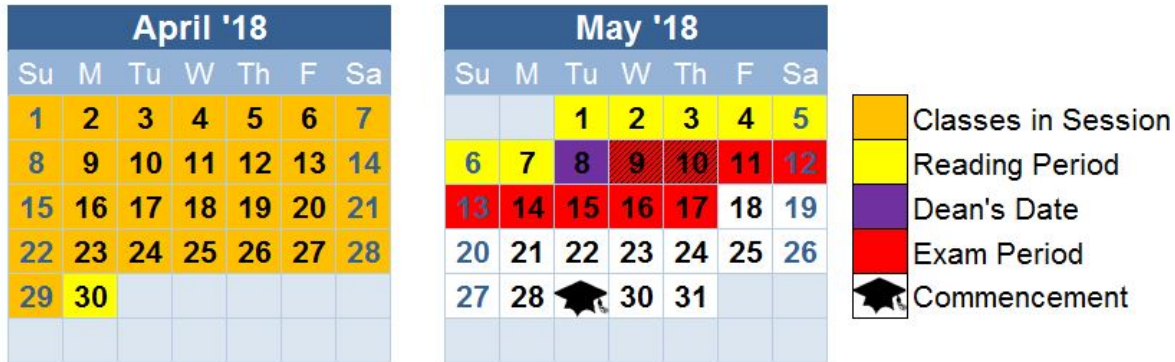 April '18
Su M Tu W Th F Sa
1 2 3 4 5 6 7
8 9 10 11 12 13 14
15 16 17 18 19 20 21
22 23 24 25 26 27 28
29 30
May '18
Su M Tu W Th F Sa
1 2 3 4 5
6 7 8 9 10 11 12
13 14 15 16 17 18 19
20 21 22 23 24 25 26
27 28 30 31
Classes in Session
Reading Period
Dean's Date
Exam Period
Commencement